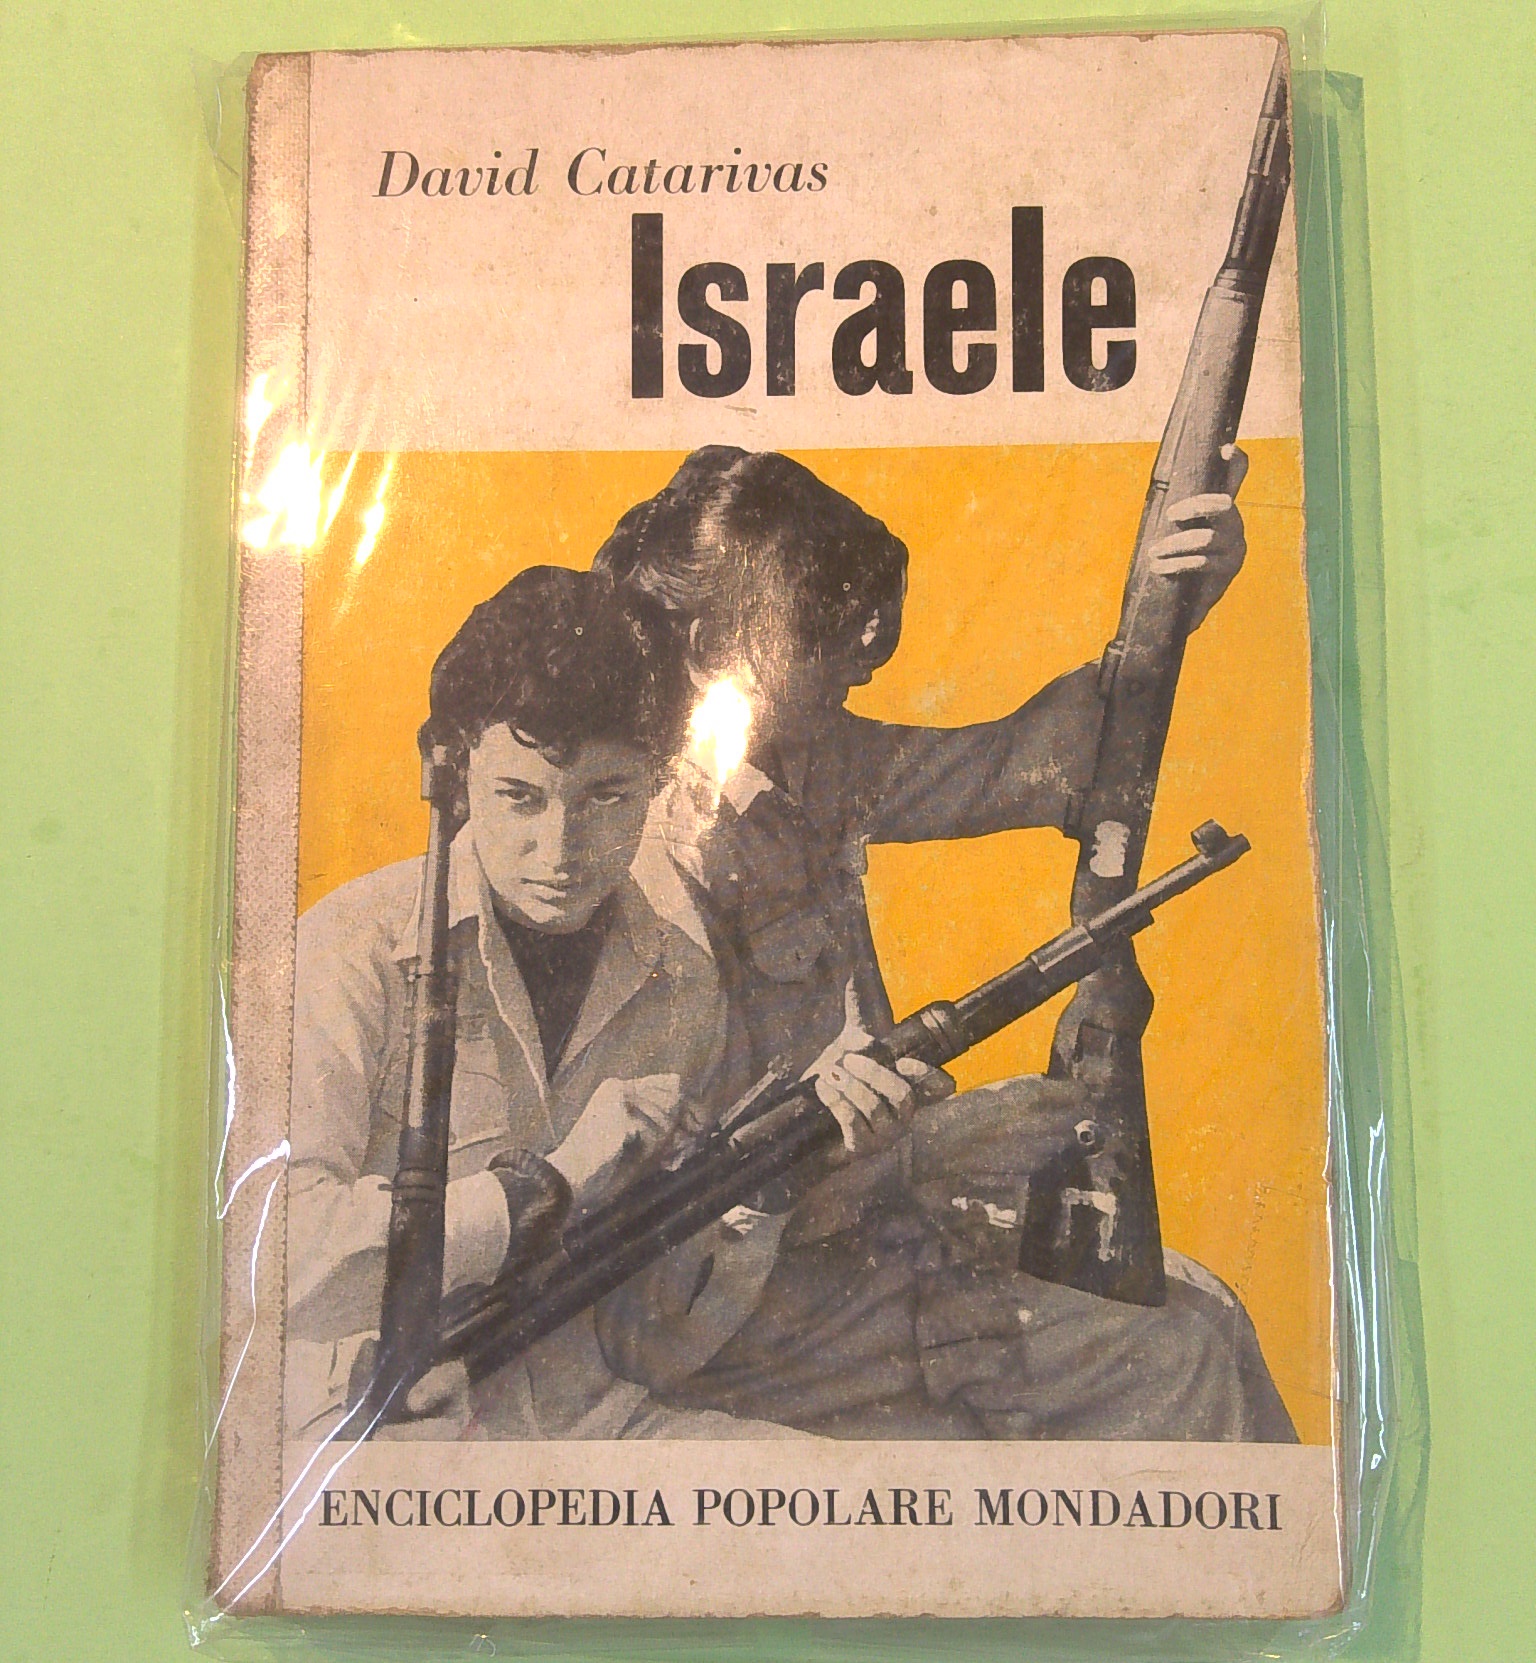 David Catarivas
Israele
ENCICLOPEDIA POPOLARE MONDADORI